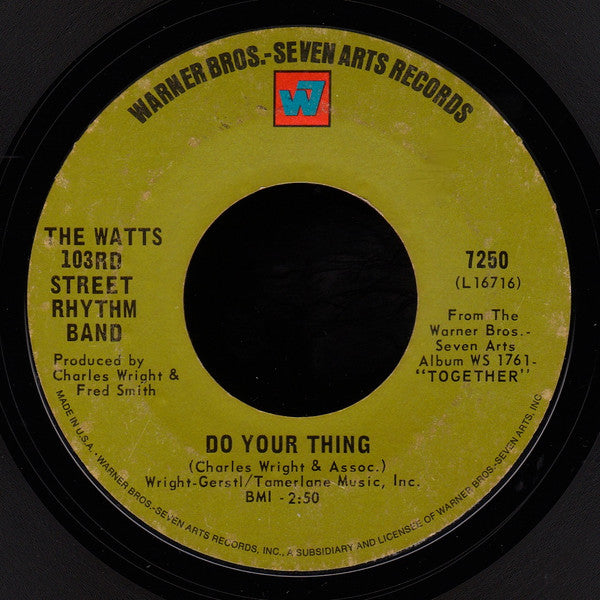 WARNER BROS.-SEVEN ARTS RECORDS
W7
THE WATTS
103RD
STREET
RHYTHM
BAND
Produced by
Charles Wright &
Fred Smith
7250
(L16716)
From The
Warner Bros.-
Seven Arts
Album WS 1761-
"TOGETHER"
DO YOUR THING
(Charles Wright & Assoc.)
Wright-Gerstl/Tamerlane Music, Inc.
BMI - 2:50
MADE IN U.S.A. • WARNER BROS.-SEVEN ARTS RECORDS, INC., A SUBSIDIARY AND LICENSEE OF WARNER BROS.-SEVEN ARTS, INC.